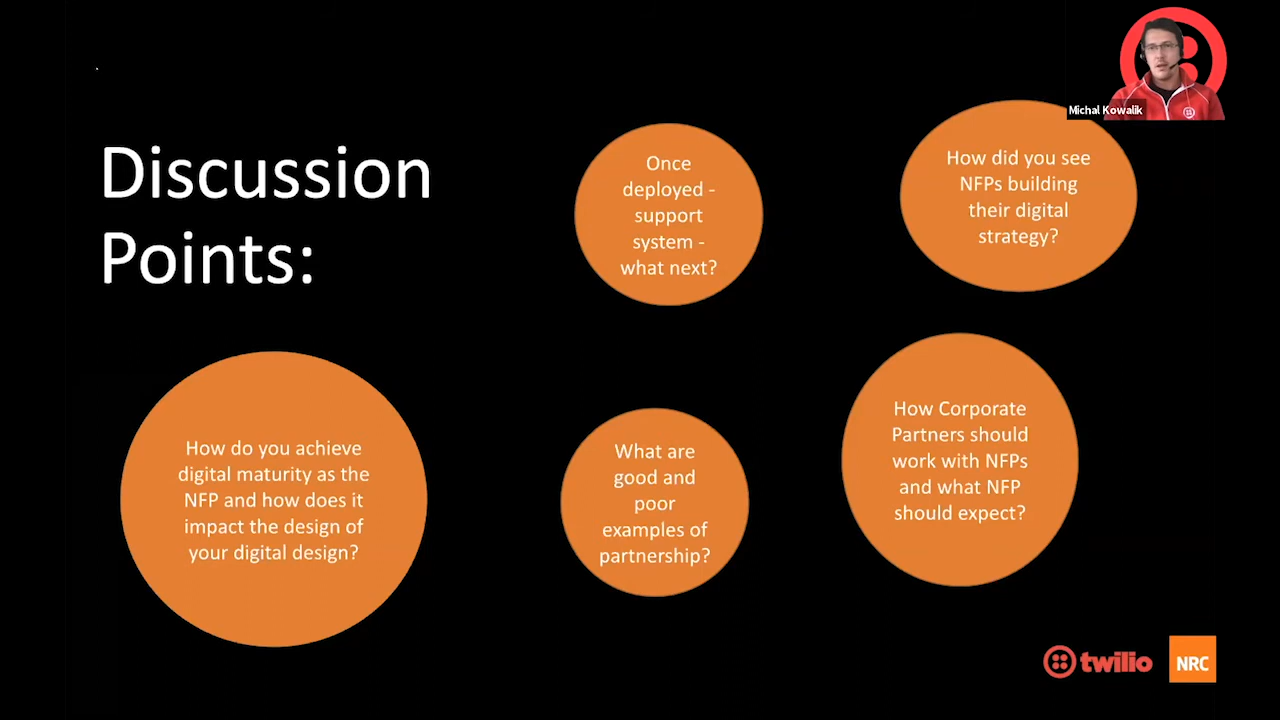 Michal Kowalik
Discussion
Points:
Once
deployed -
support
system -
what next?
How did you see
NFPs building
their digital
strategy?
How do you achieve
digital maturity as the
NFP and how does it
impact the design of
your digital design?
What are
good and
poor
examples of
partnership?
How Corporate
Partners should
work with NFPs
and what NFP
should expect?
twilio
NRC